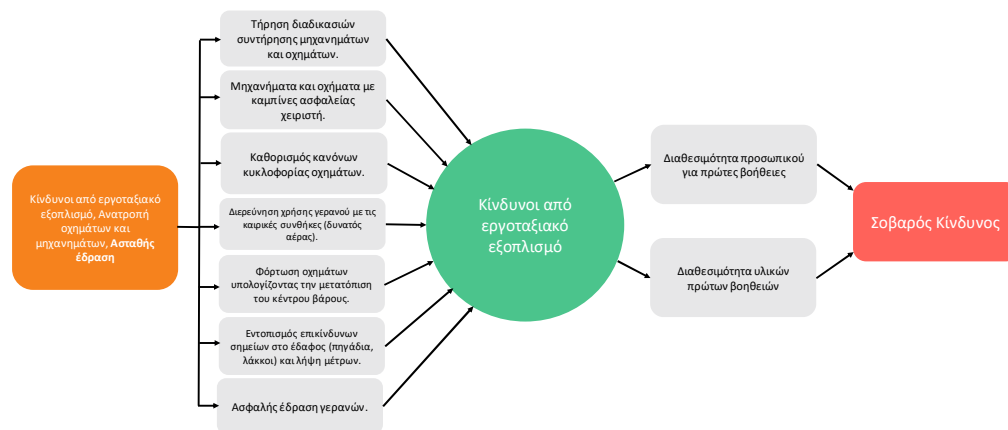 Κίνδυνοι από εργοταξιακό
εξοπλισμό, Ανατροπή
οχημάτων και
μηχανημάτων, Ασταθής
έδραση
Τήρηση διαδικασιών
συντήρησης μηχανημάτων
και οχημάτων.
Μηχανήματα και οχήματα με
καμπίνες ασφαλείας
χειριστή.
Καθορισμός κανόνων
κυκλοφορίας οχημάτων.
Διερεύνηση χρήσης γερανού με τις
καιρικές συνθήκες (δυνατός
αέρας).
Φόρτωση οχημάτων
υπολογίζοντας την μετατόπιση
του κέντρου βάρους.
Εντοπισμός επικίνδυνων
σημείων στο έδαφος (πηγάδια,
λάκκοι) και λήψη μέτρων.
Ασφαλής έδραση γερανών.
Κίνδυνοι από
εργοταξιακό
εξοπλισμό
Διαθεσιμότητα προσωπικού
για πρώτες βοήθειες
Διαθεσιμότητα υλικών
πρώτων βοηθειών
Σοβαρός Κίνδυνος